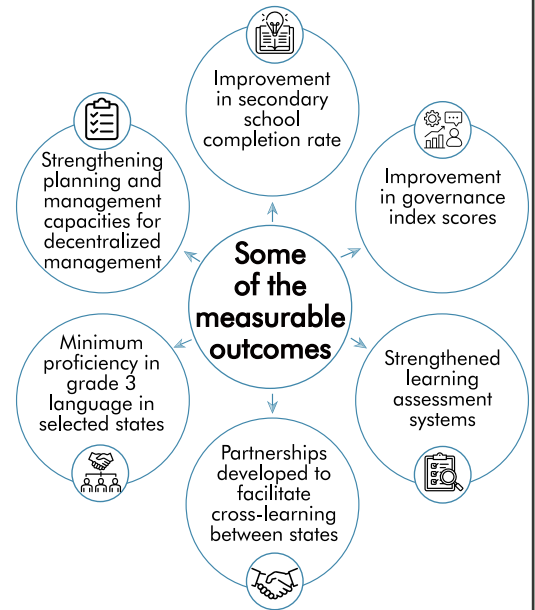 Improvement
in secondary
school
completion rate
Strengthening
planning and
management
capacities for
decentralized
management
Improvement
in governance
index scores
Some
of the
measurable
outcomes
Minimum
proficiency in
grade 3
language in
selected states
Strengthened
learning
assessment
systems
Partnerships
developed to
facilitate
cross-learning
between states